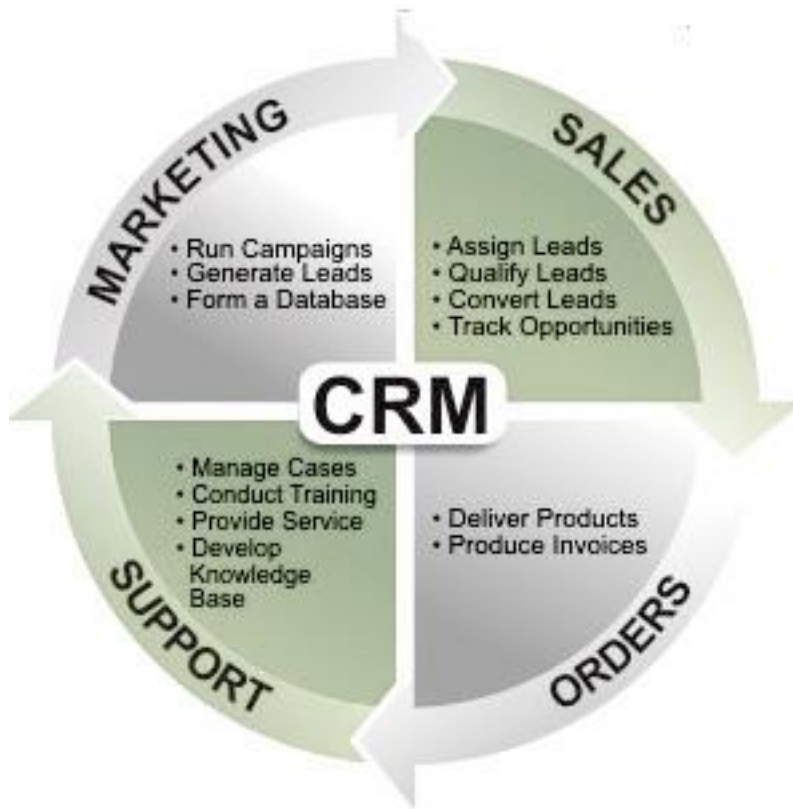 MARKETING
• Run Campaigns
• Generate Leads
• Form a Database
SALES
• Assign Leads
• Qualify Leads
• Convert Leads
• Track Opportunities
CRM
• Manage Cases
• Conduct Training
• Provide Service
• Develop
Knowledge
Base
SUPPORT
• Deliver Products
• Produce Invoices
ORDERS